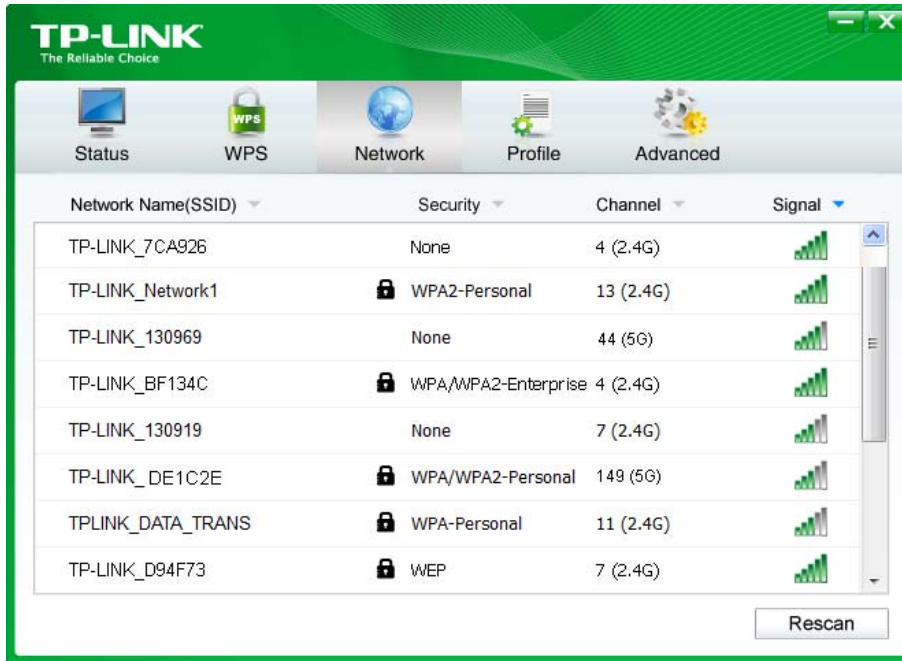 TP-LINK
The Reliable Choice
WPS
Status WPS Network Profile Advanced
Network Name(SSID) Security Channel Signal
TP-LINK_7CA926 None 4 (2.4G)
TP-LINK_Network1 WPA2-Personal 13 (2.4G)
TP-LINK_130969 None 44 (5G)
TP-LINK_BF134C WPA/WPA2-Enterprise 4 (2.4G)
TP-LINK_130919 None 7 (2.4G)
TP-LINK_DE1C2E WPA/WPA2-Personal 149 (5G)
TPLINK_DATA_TRANS WPA-Personal 11 (2.4G)
TP-LINK_D94F73 WEP 7 (2.4G)
Rescan